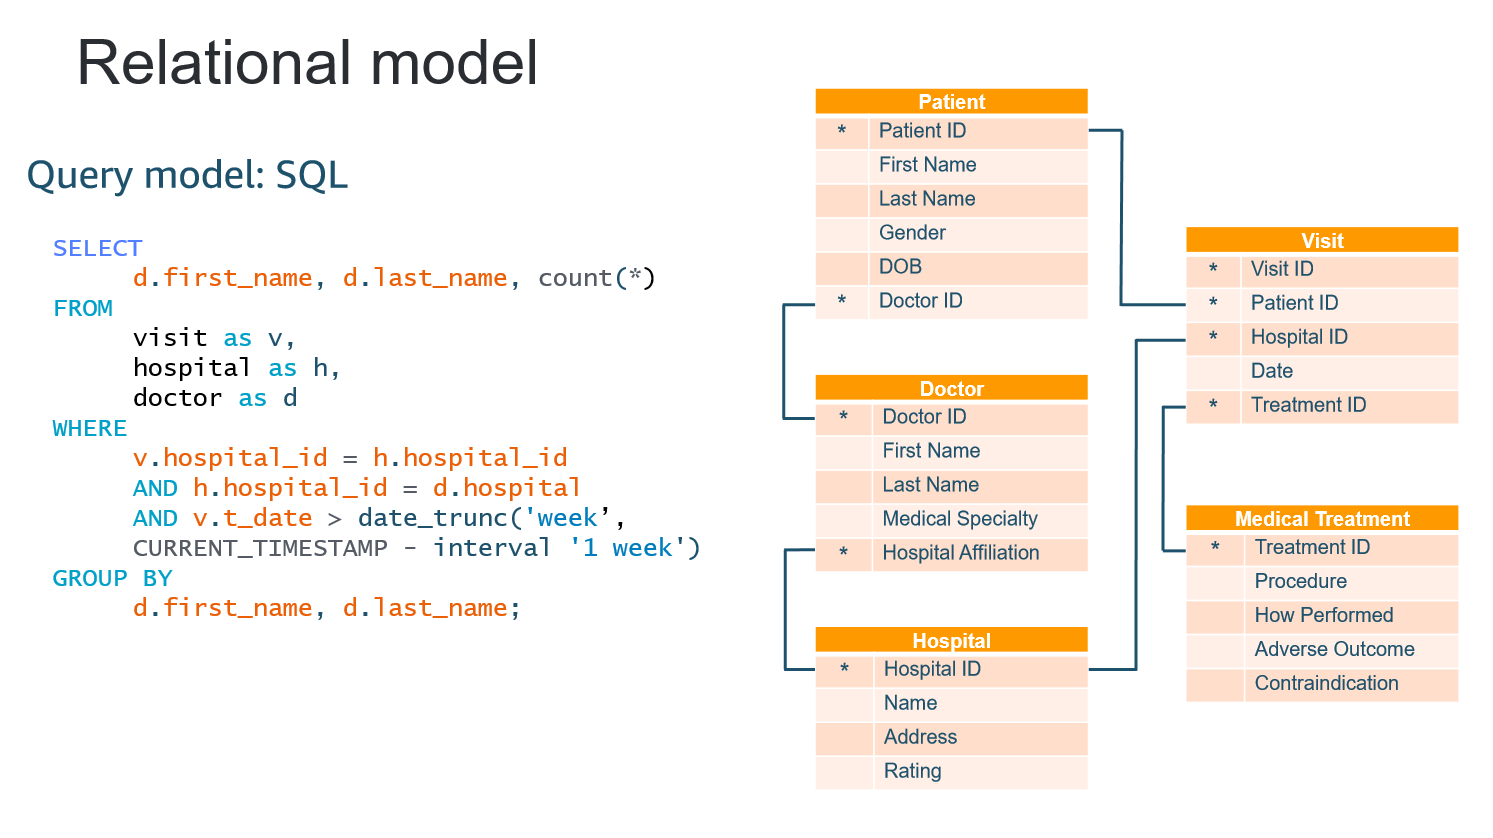 Relational model
Query model: SQL
SELECT
d.first_name, d.last_name, count(*)
FROM
visit as v,
hospital as h,
doctor as d
WHERE
v.hospital_id = h.hospital_id
AND h.hospital_id = d.hospital
AND v.t_date > date_trunc('week’,
CURRENT_TIMESTAMP - interval '1 week')
GROUP BY
d.first_name, d.last_name;
Patient
* Patient ID
First Name
Last Name
Gender
DOB
* Doctor ID
Doctor
* Doctor ID
First Name
Last Name
Medical Specialty
* Hospital Affiliation
Hospital
* Hospital ID
Name
Address
Rating
Visit
* Visit ID
* Patient ID
* Hospital ID
Date
* Treatment ID
Medical Treatment
* Treatment ID
Procedure
How Performed
Adverse Outcome
Contraindication